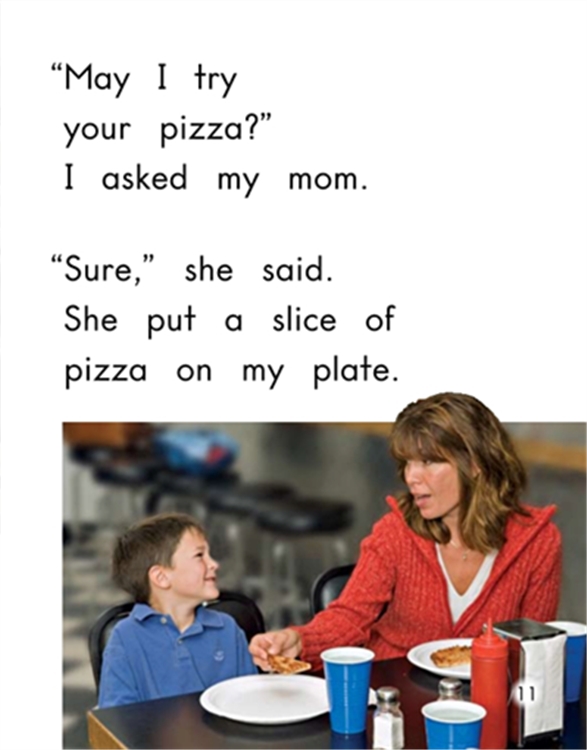 “May I try
your pizza?”
I asked my mom.
“Sure,” she said.
She put a slice of
pizza on my plate.
11